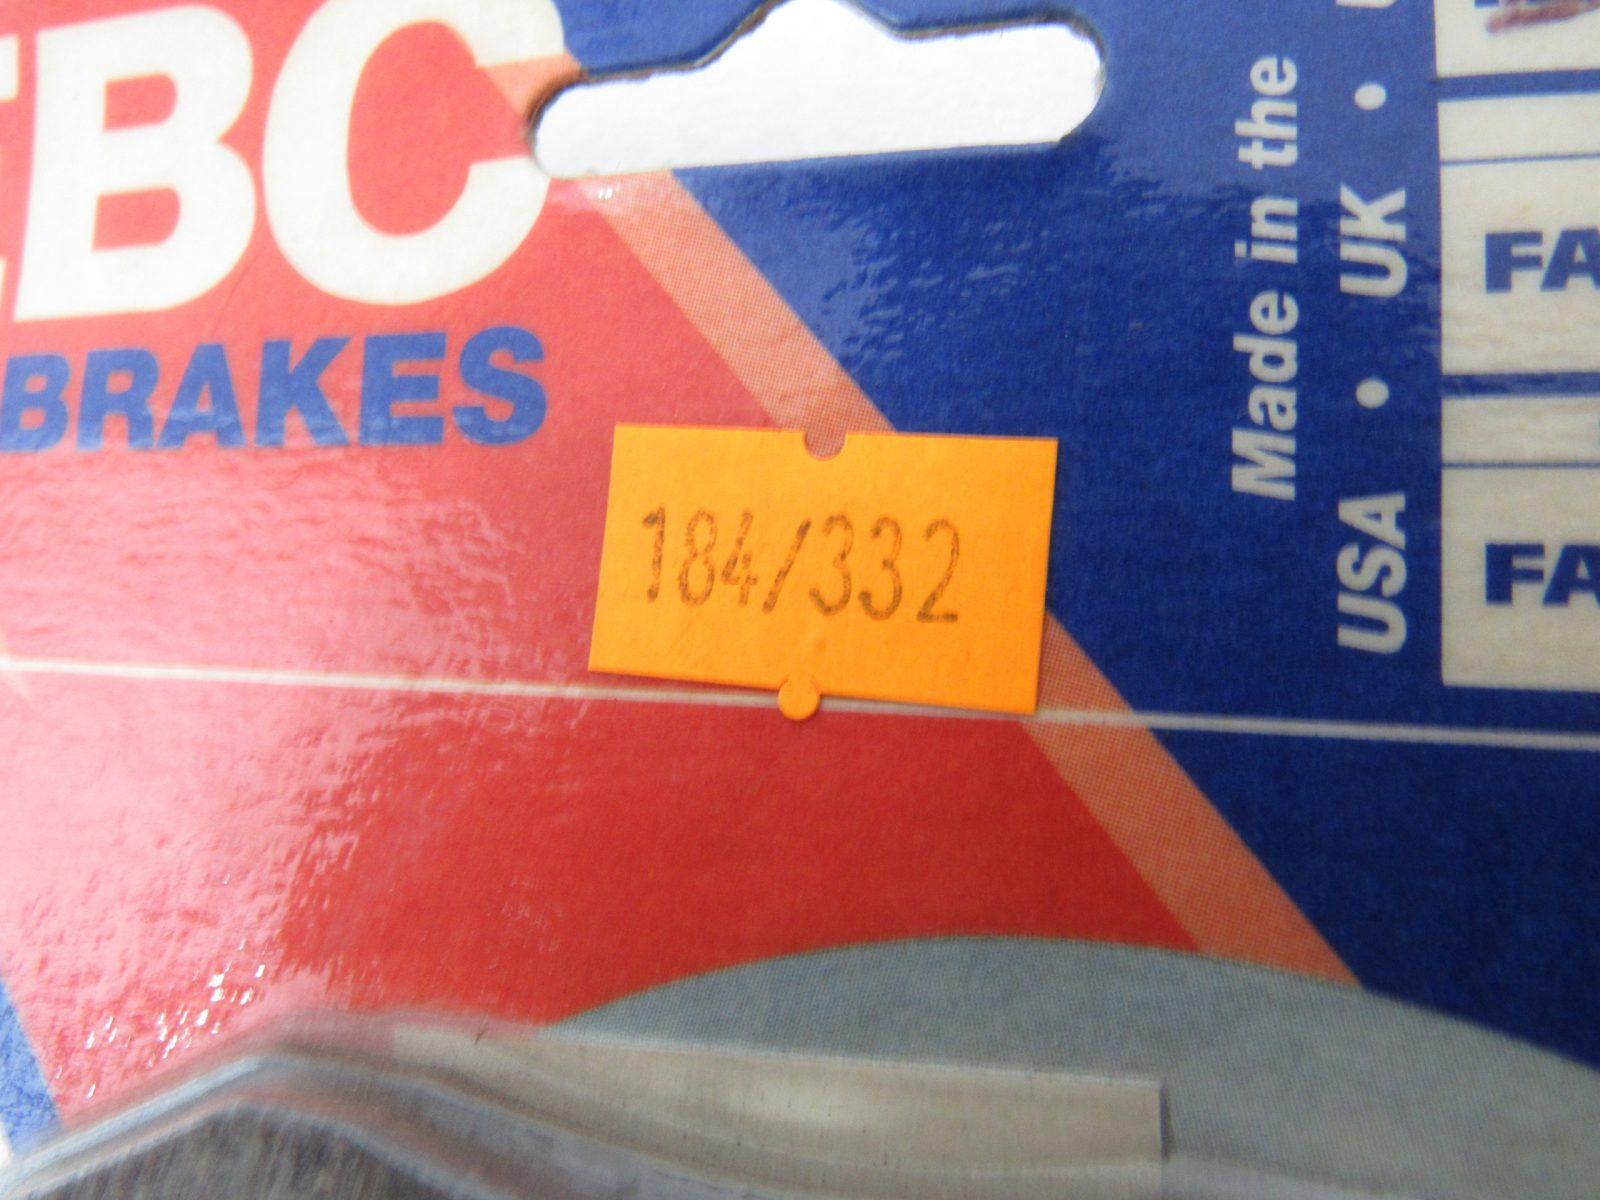 EBC
BRAKES
184/332
Made in the
USA • UK •
FA
FA